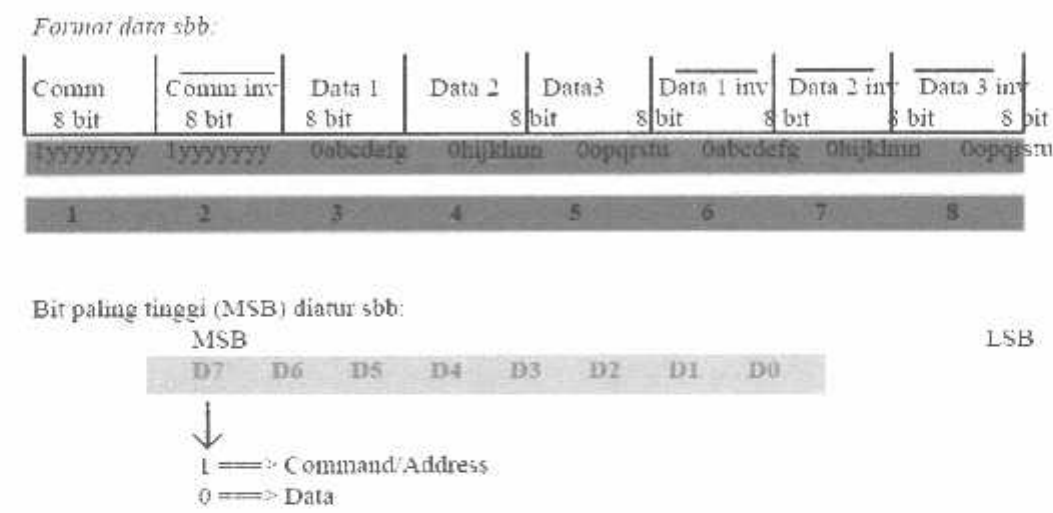 Format data sbb:
Comm Comm inv Data 1 Data 2 Data3 Data 1 inv Data 2 inv Data 3 inv
8 bit 8 bit 8 bit 8 bit 8 bit 8 bit 8 bit 8 bit
1yyyyyyy 1yyyyyyy 0abcdefg 0hijklmn 0opqrstu 0abcdefg 0hijklmn 0opqrsstu
1 2 3 4 5 6 7 8
Bit paling tinggi (MSB) diatur sbb:
MSB LSB
D7 D6 D5 D4 D3 D2 D1 D0
1 ===> Command/Address
0 ===> Data